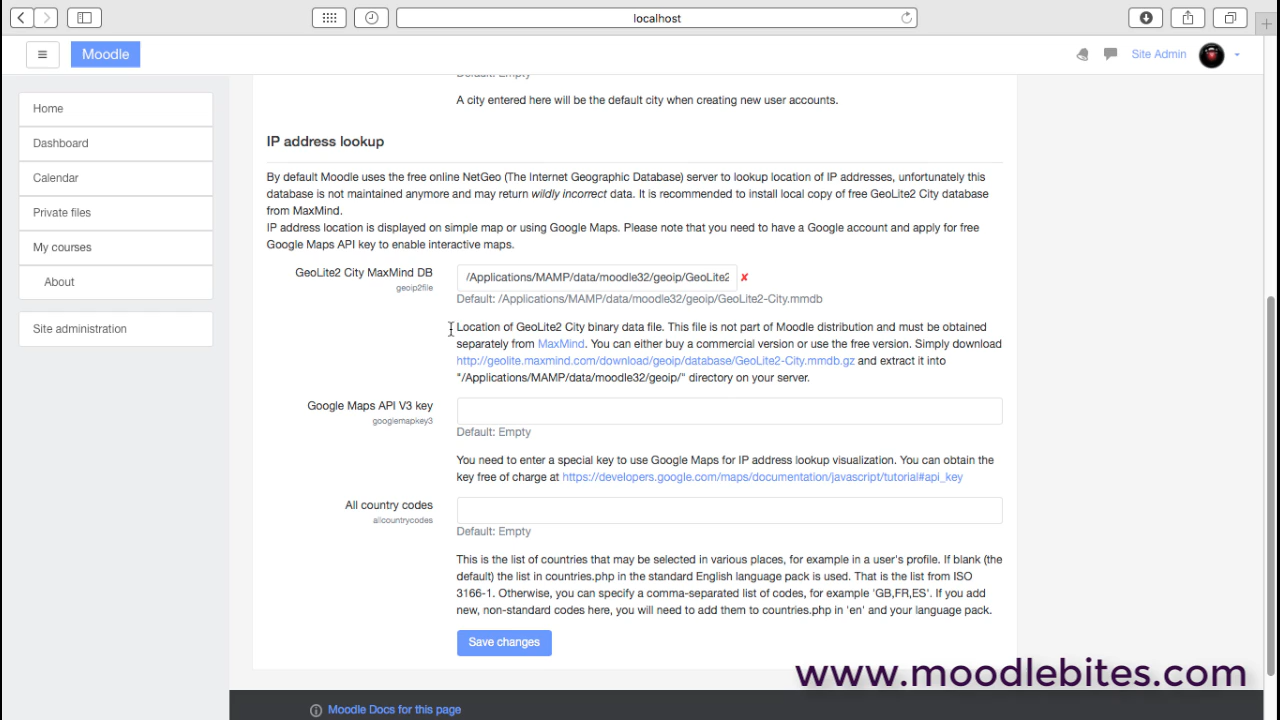 localhost
Moodle
Site Admin
Home
Dashboard
Calendar
Private files
My courses
About
Site administration
Default: Empty
A city entered here will be the default city when creating new user accounts.
IP address lookup
By default Moodle uses the free online NetGeo (The Internet Geographic Database) server to lookup location of IP addresses, unfortunately this
database is not maintained anymore and may return wildly incorrect data. It is recommended to install local copy of free GeoLite2 City database
from MaxMind.
IP address location is displayed on simple map or using Google Maps. Please note that you need to have a Google account and apply for free
Google Maps API key to enable interactive maps.
GeoLite2 City MaxMind DB
geoip2file
/Applications/MAMP/data/moodle32/geoip/GeoLite2
Default: /Applications/MAMP/data/moodle32/geoip/GeoLite2-City.mmdb
Location of GeoLite2 City binary data file. This file is not part of Moodle distribution and must be obtained
separately from MaxMind. You can either buy a commercial version or use the free version. Simply download
http://geolite.maxmind.com/download/geoip/database/GeoLite2-City.mmdb.gz and extract it into
"/Applications/MAMP/data/moodle32/geoip/" directory on your server.
Google Maps API V3 key
googlemapkey3
Default: Empty
You need to enter a special key to use Google Maps for IP address lookup visualization. You can obtain the
key free of charge at https://developers.google.com/maps/documentation/javascript/tutorial#api_key
All country codes
allcountrycodes
Default: Empty
This is the list of countries that may be selected in various places, for example in a user's profile. If blank (the
default) the list in countries.php in the standard English language pack is used. That is the list from ISO
3166-1. Otherwise, you can specify a comma-separated list of codes, for example 'GB,FR,ES'. If you add
new, non-standard codes here, you will need to add them to countries.php in 'en' and your language pack.
Save changes
www.moodlebites.com
Moodle Docs for this page